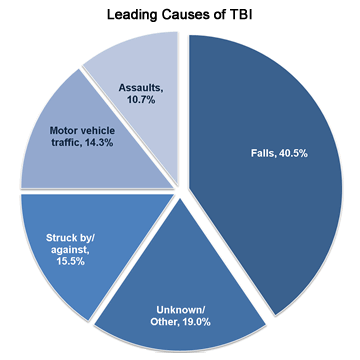 Leading Causes of TBI
Assaults,
10.7%
Motor vehicle
traffic, 14.3%
Falls, 40.5%
Struck by/
against,
15.5%
Unknown/
Other, 19.0%